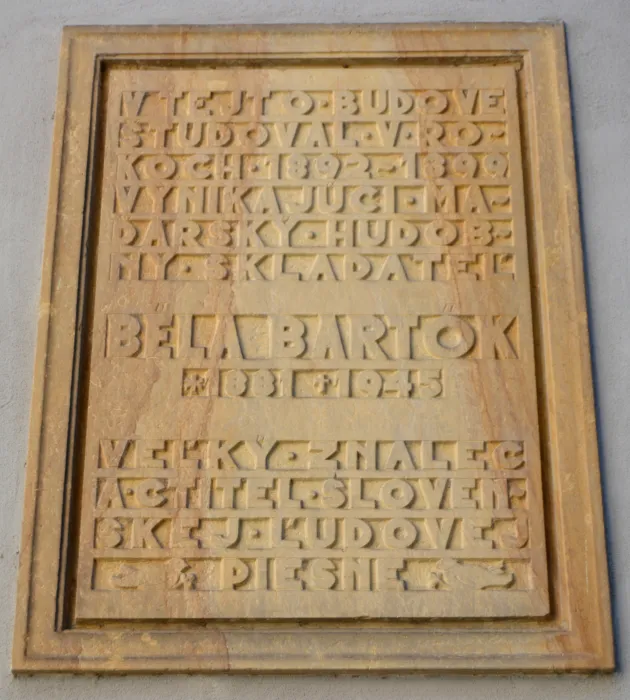 V TEJTO·BUDOVE
ŠTUDOVAL·V·RO-
KOCH·1892-1899
VYNIKAJÚCI·MA-
ĎARSKÝ·HUDOB-
NÝ·SKLADATEĽ
BÉLA BARTÓK
*1881 †1945
VEĽKÝ·ZNALEC
A·CTITEĽ·SLOVEN-
SKEJ·ĽUDOVEJ
PIESNE